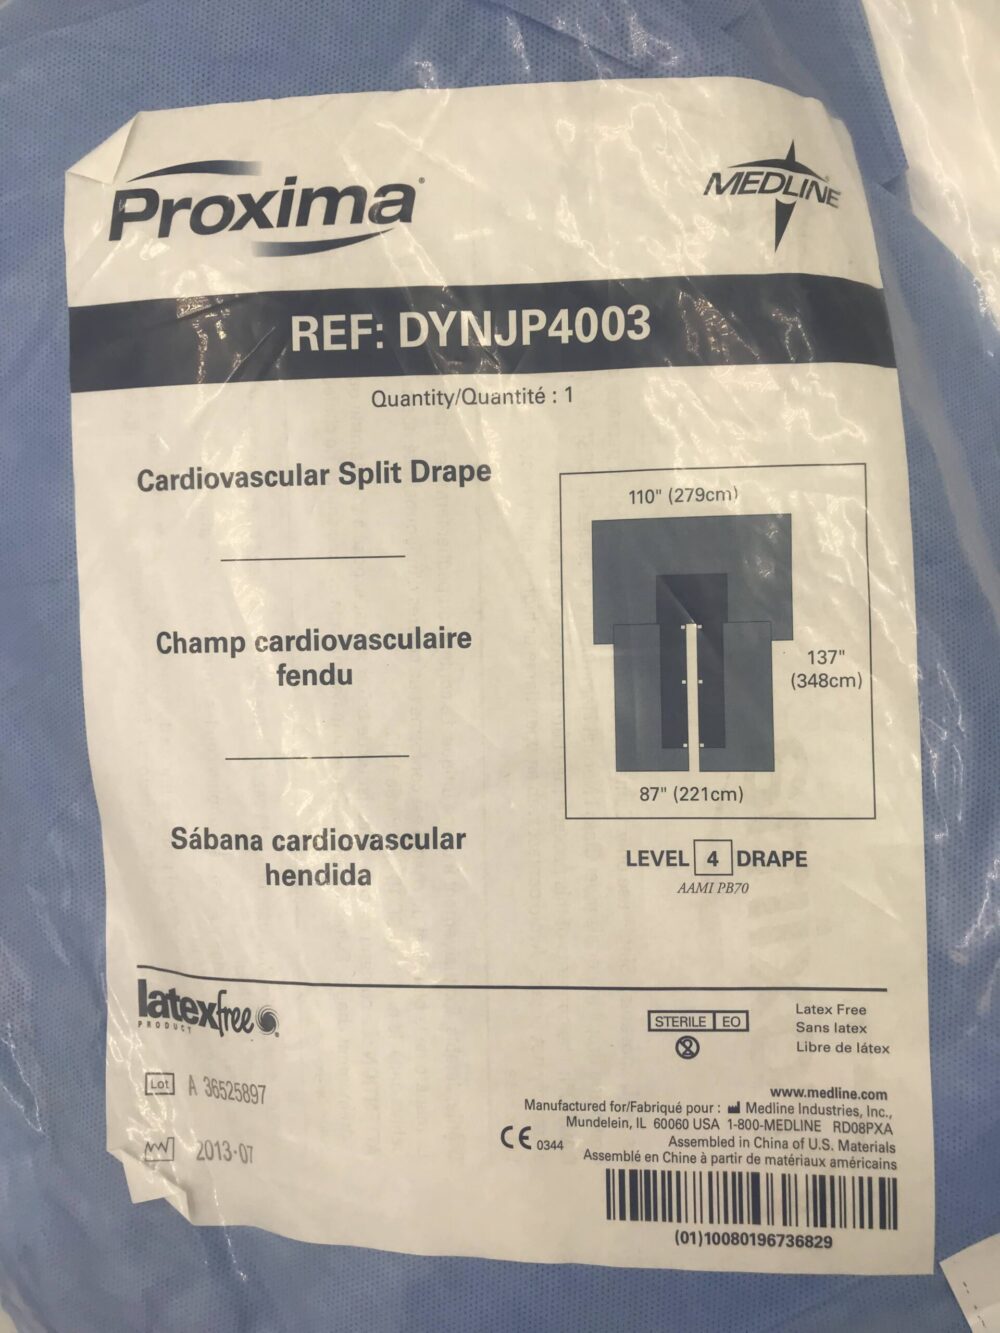 Proxima®
MEDLINE®
REF: DYNJP4003
Quantity/Quantité : 1
Cardiovascular Split Drape
Champ cardiovasculaire
fendu
Sábana cardiovascular
hendida
110" (279cm)
137"
(348cm)
87" (221cm)
LEVEL 4 DRAPE
AAMI PB70
latexfree
PRODUCT
STERILE EO
2
Latex Free
Sans latex
Libre de látex
Lot A 36525897
2013-07
www.medline.com
Manufactured for/Fabriqué pour : Medline Industries, Inc.,
Mundelein, IL 60060 USA 1-800-MEDLINE RD08PXA
CE 0344
Assembled in China of U.S. Materials
Assemblé en Chine à partir de matériaux américains
(01)10080196736829